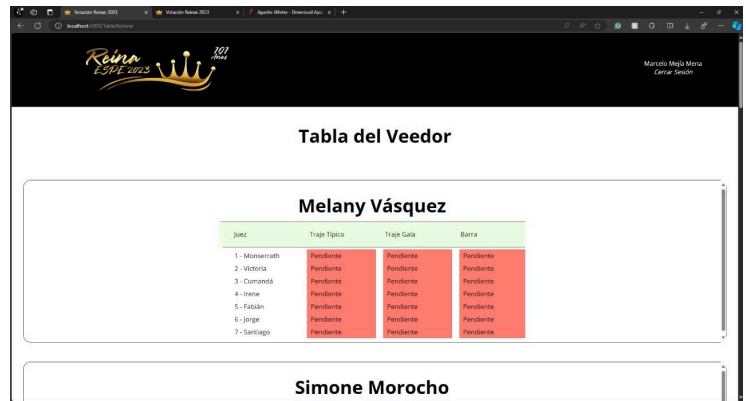 Votación Reinas 2023
Votación Reinas 2023
Apache JMeter - Download Apac
localhost:3000/TablaNotario
Reina
ESPE 2023
101
Años
Marcelo Mejía Mena
Cerrar Sesión
Tabla del Veedor
Melany Vásquez
Juez Traje Típico Traje Gala Barra
1 - Monserrath Pendiente Pendiente Pendiente
2 - Victoria Pendiente Pendiente Pendiente
3 - Cumandá Pendiente Pendiente Pendiente
4 - Irene Pendiente Pendiente Pendiente
5 - Fabián Pendiente Pendiente Pendiente
6 - Jorge Pendiente Pendiente Pendiente
7 - Santiago Pendiente Pendiente Pendiente
Simone Morocho